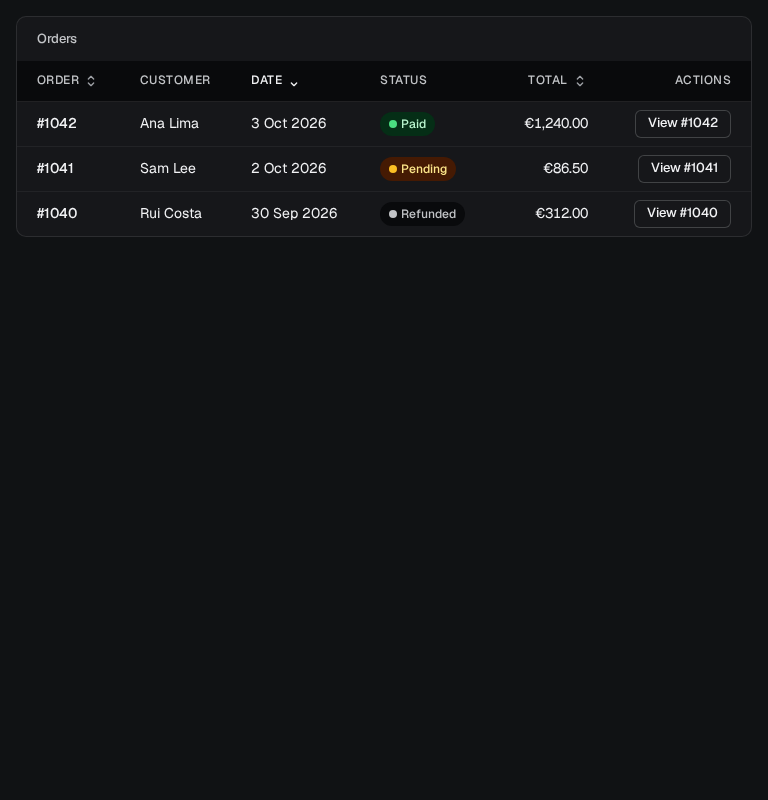 Orders
ORDER CUSTOMER DATE STATUS TOTAL ACTIONS
#1042 Ana Lima 3 Oct 2026 Paid €1,240.00 View #1042
#1041 Sam Lee 2 Oct 2026 Pending €86.50 View #1041
#1040 Rui Costa 30 Sep 2026 Refunded €312.00 View #1040